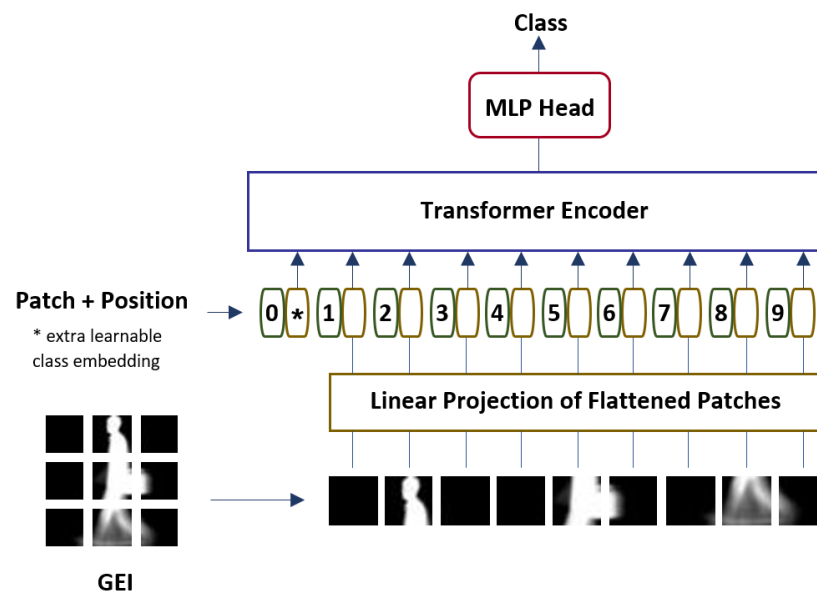 Class
MLP Head
Transformer Encoder
Patch + Position
* extra learnable
class embedding
0 * 1 2 3 4 5 6 7 8 9
Linear Projection of Flattened Patches
GEI